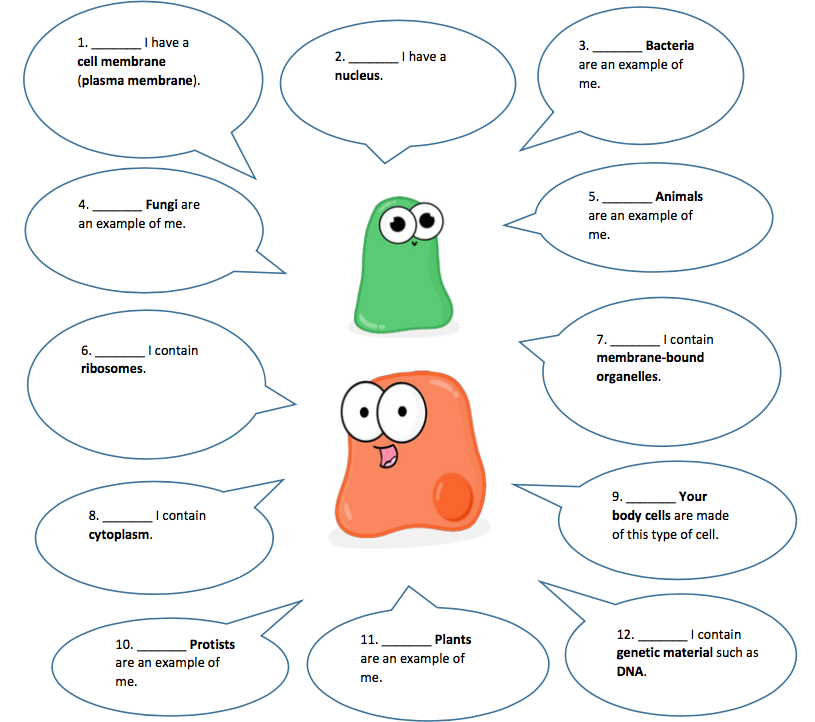 1. _______ I have a
cell membrane
(plasma membrane).
2. _______ I have a
nucleus.
3. _______ Bacteria
are an example of
me.
4. _______ Fungi are
an example of me.
5. _______ Animals
are an example of
me.
6. _______ I contain
ribosomes.
7. _______ I contain
membrane-bound
organelles.
8. _______ I contain
cytoplasm.
9. _______ Your
body cells are made
of this type of cell.
10. _______ Protists
are an example of
me.
11. _______ Plants
are an example of
me.
12. _______ I contain
genetic material such as
DNA.